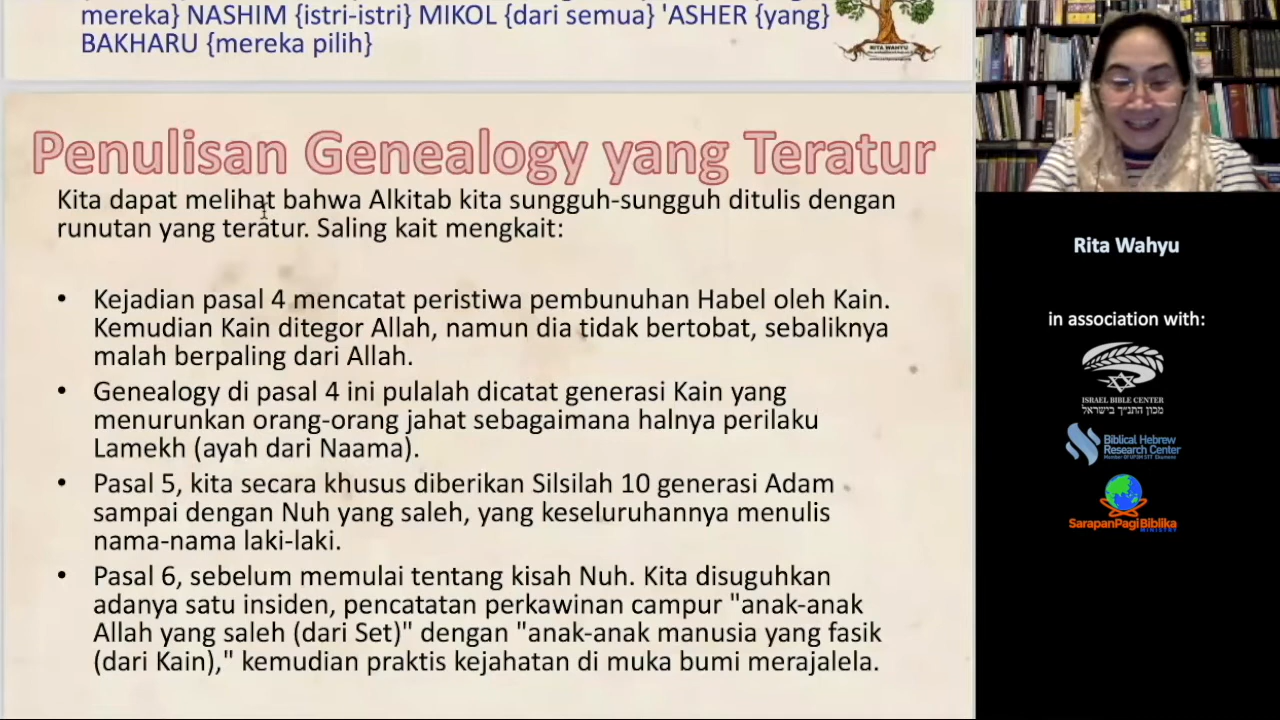 mereka} NASHIM {istri-istri} MIKOL {dari semua} 'ASHER {yang}
BAKHARU {mereka pilih}
RITA WAHYU
Penulisan Genealogy yang Teratur
Kita dapat melihat bahwa Alkitab kita sungguh-sungguh ditulis dengan
runutan yang teratur. Saling kait mengkait:
• Kejadian pasal 4 mencatat peristiwa pembunuhan Habel oleh Kain.
Kemudian Kain ditegor Allah, namun dia tidak bertobat, sebaliknya
malah berpaling dari Allah.
• Genealogy di pasal 4 ini pulalah dicatat generasi Kain yang
menurunkan orang-orang jahat sebagaimana halnya perilaku
Lamekh (ayah dari Naama).
• Pasal 5, kita secara khusus diberikan Silsilah 10 generasi Adam
sampai dengan Nuh yang saleh, yang keseluruhannya menulis
nama-nama laki-laki.
• Pasal 6, sebelum memulai tentang kisah Nuh. Kita disuguhkan
adanya satu insiden, pencatatan perkawinan campur "anak-anak
Allah yang saleh (dari Set)" dengan "anak-anak manusia yang fasik
(dari Kain)," kemudian praktis kejahatan di muka bumi merajalela.
Rita Wahyu
in association with:
ISRAEL BIBLE CENTER
מכון התנ״ך בישראל
Biblical Hebrew
Research Center
SarapanPagi Biblika
MINISTRY